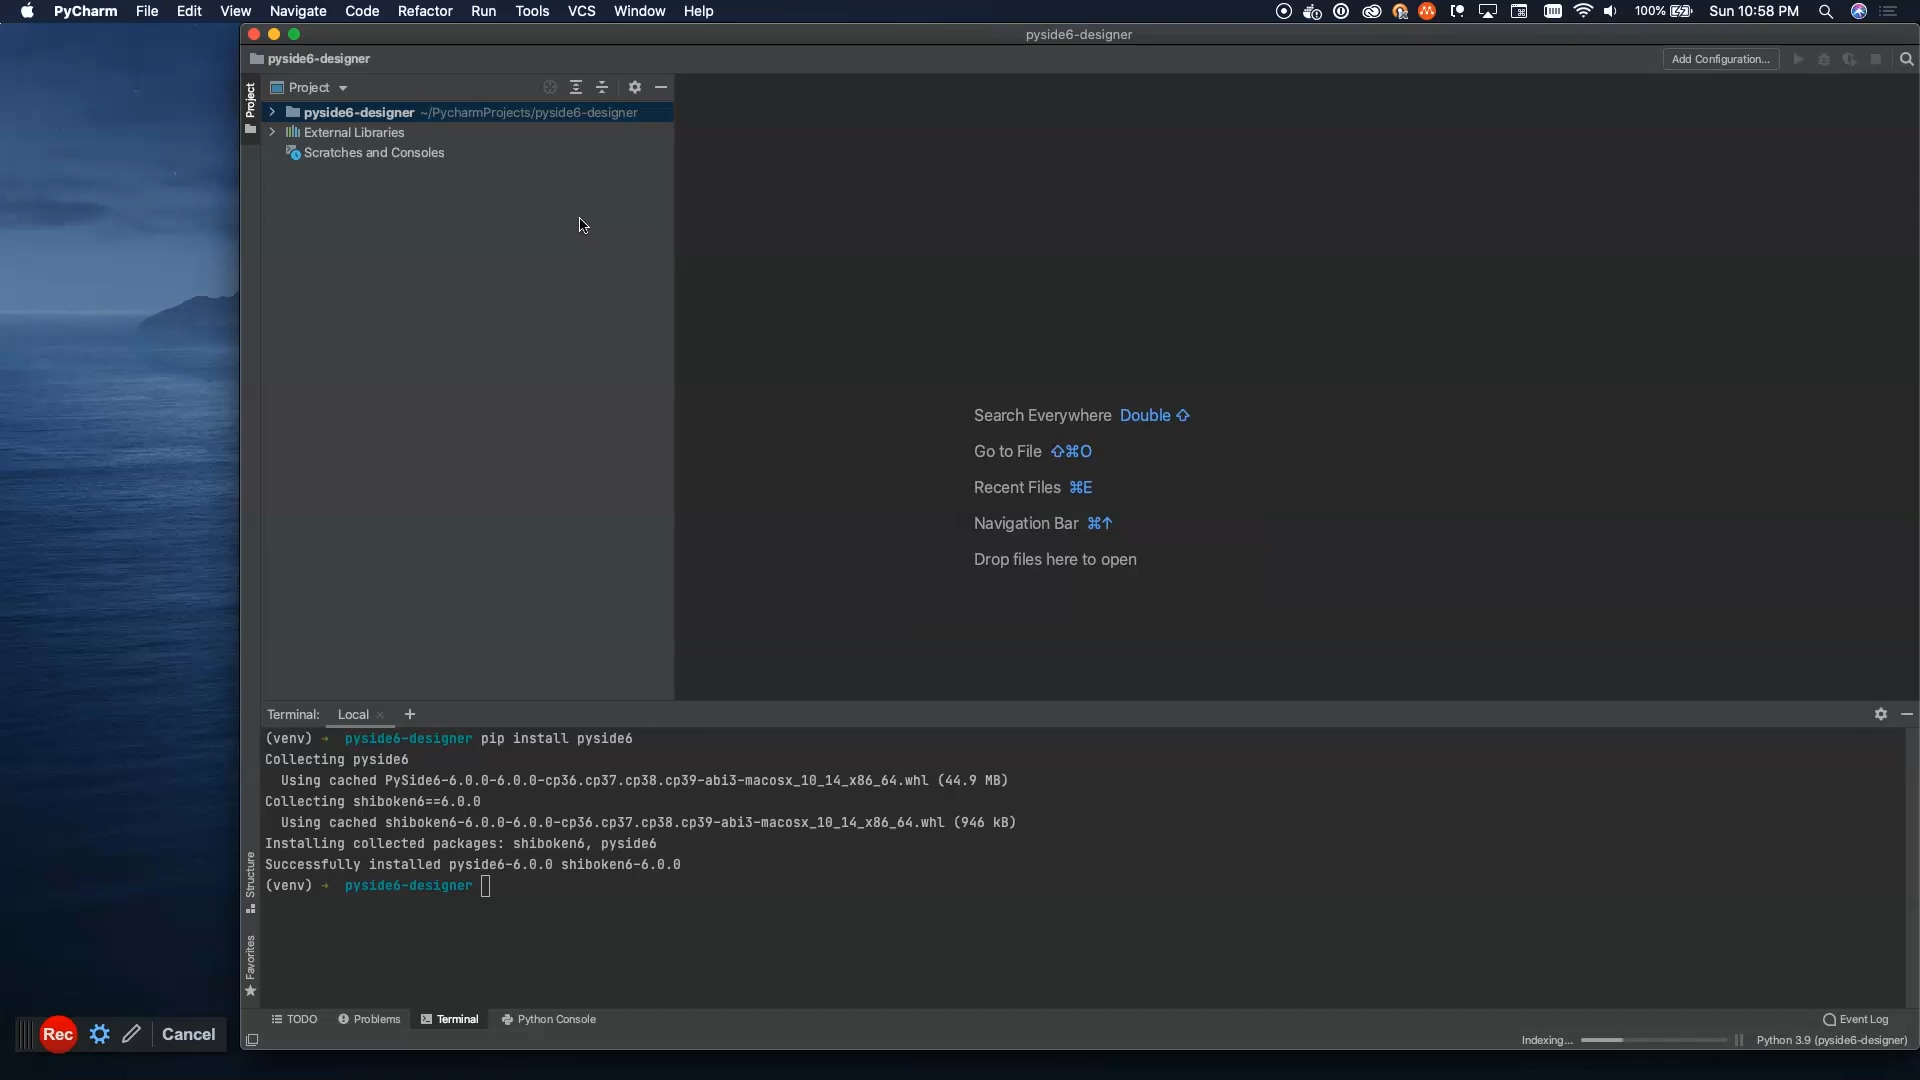 PyCharm File Edit View Navigate Code Refactor Run Tools VCS Window Help 100% Sun 10:58 PM
pyside6-designer
pyside6-designer Add Configuration...
Project
Project
pyside6-designer ~/PycharmProjects/pyside6-designer
External Libraries
Scratches and Consoles
Search Everywhere Double ⇧
Go to File ⇧⌘O
Recent Files ⌘E
Navigation Bar ⌘↑
Drop files here to open
Terminal: Local × +
(venv) → pyside6-designer pip install pyside6
Collecting pyside6
Using cached PySide6-6.0.0-6.0.0-cp36.cp37.cp38.cp39-abi3-macosx_10_14_x86_64.whl (44.9 MB)
Collecting shiboken6==6.0.0
Using cached shiboken6-6.0.0-6.0.0-cp36.cp37.cp38.cp39-abi3-macosx_10_14_x86_64.whl (946 kB)
Installing collected packages: shiboken6, pyside6
Successfully installed pyside6-6.0.0 shiboken6-6.0.0
(venv) → pyside6-designer
Structure
Favorites
TODO Problems Terminal Python Console Event Log
Indexing... Python 3.9 (pyside6-designer)
Rec Cancel